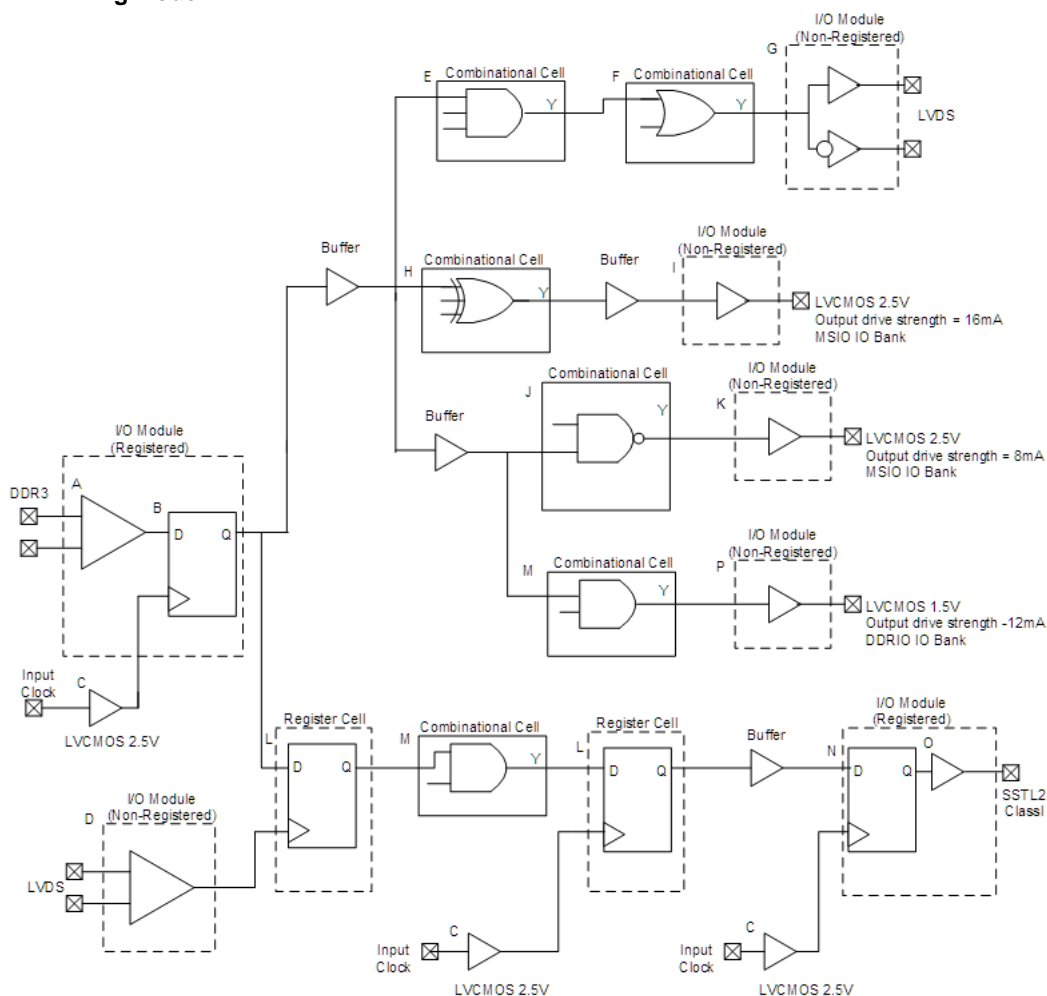 I/O Module
(Non-Registered)
G
E
Combinational Cell
Y
F
Combinational Cell
Y
LVDS
Buffer
H
Combinational Cell
Y
Buffer
I/O Module
(Non-Registered)
I
LVCMOS 2.5V
Output drive strength = 16mA
MSIO IO Bank
Buffer
Combinational Cell
J
Y
I/O Module
(Non-Registered)
K
LVCMOS 2.5V
Output drive strength = 8mA
MSIO IO Bank
I/O Module
(Registered)
DDR3
A
B
D
Q
Input
Clock
C
LVCMOS 2.5V
Combinational Cell
M
Y
I/O Module
(Non-Registered)
P
LVCMOS 1.5V
Output drive strength -12mA
DDRIO IO Bank
Register Cell
L
D
Q
M
Combinational Cell
Y
Register Cell
L
D
Q
Buffer
I/O Module
(Registered)
N
D
Q
O
SSTL2
ClassI
I/O Module
(Non-Registered)
D
LVDS
Input
Clock
C
LVCMOS 2.5V
Input
Clock
C
LVCMOS 2.5V